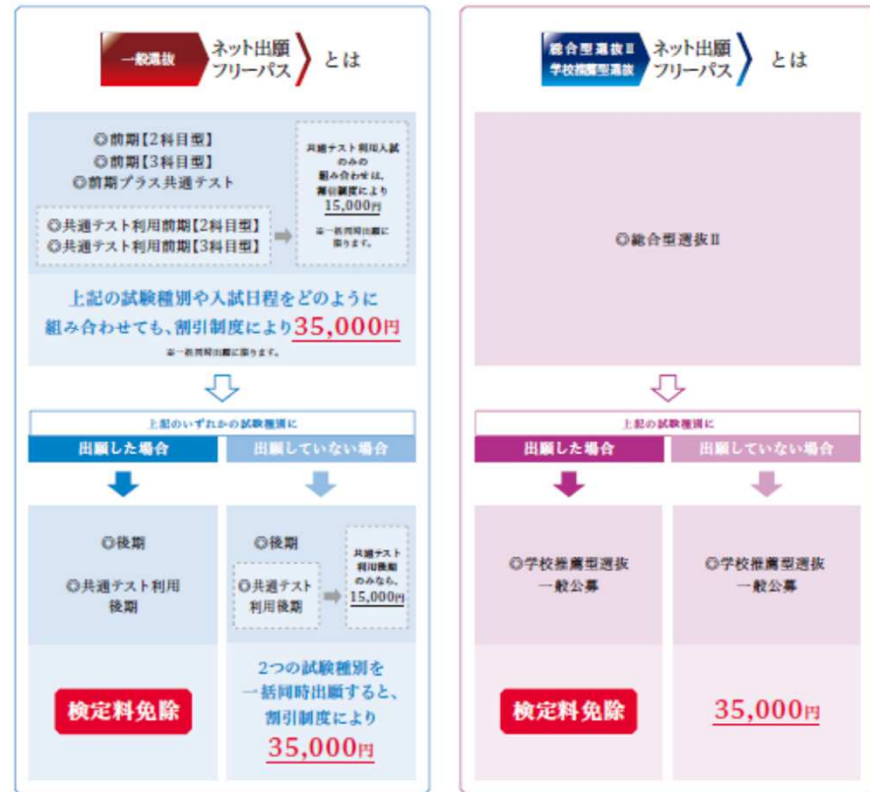 一般選抜
ネット出願
フリーパス
とは
◎前期【2科目型】
◎前期【3科目型】
◎前期プラス共通テスト
◎共通テスト利用前期【2科目型】
◎共通テスト利用前期【3科目型】
共通テスト利用入試
のみの
組み合わせは、
割引制度により
15,000円
※一括同時出願に
限ります。
上記の試験種別や入試日程をどのように
組み合わせても、割引制度により35,000円
※一括同時出願に限ります。
上記のいずれかの試験種別に
出願した場合
出願していない場合
◎後期
◎共通テスト利用
後期
◎後期
◎共通テスト
利用後期
共通テスト
利用後期
のみなら、
15,000円
検定料免除
2つの試験種別を
一括同時出願すると、
割引制度により
35,000円
総合型選抜Ⅱ
学校推薦型選抜
ネット出願
フリーパス
とは
◎総合型選抜Ⅱ
上記の試験種別に
出願した場合
出願していない場合
◎学校推薦型選抜
一般公募
◎学校推薦型選抜
一般公募
検定料免除
35,000円